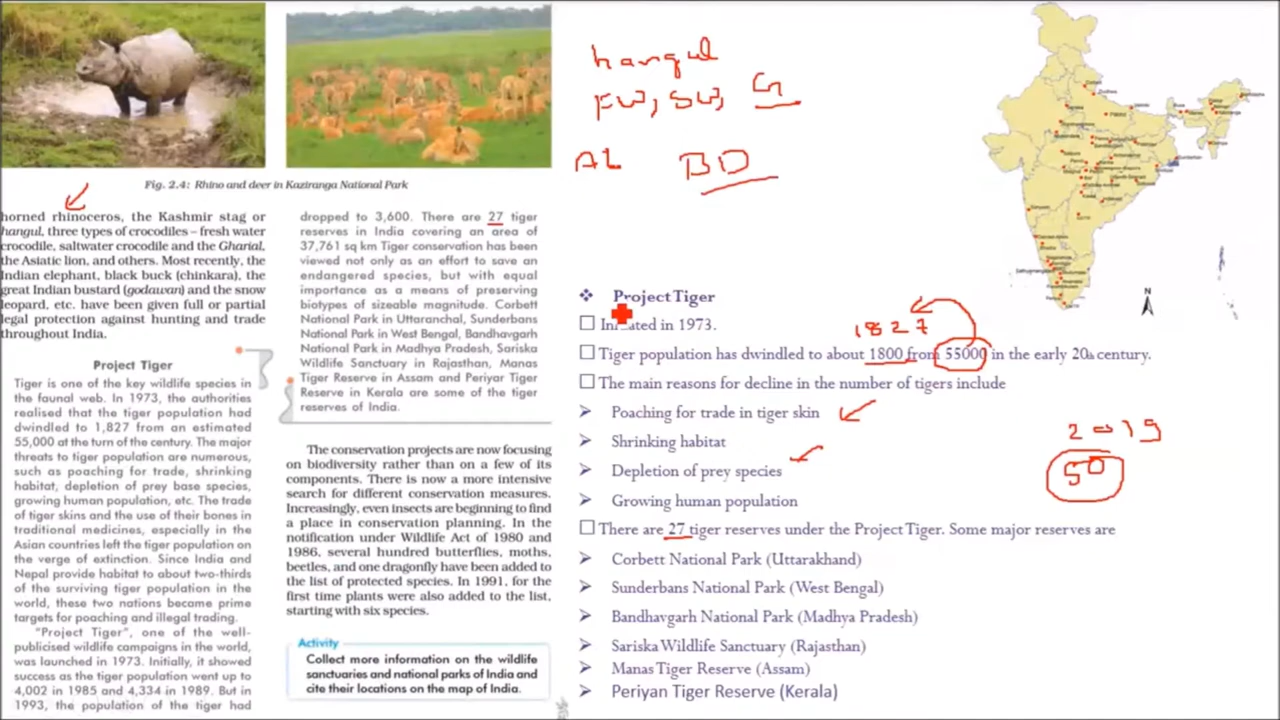 Fig. 2.4: Rhino and deer in Kaziranga National Park
horned rhinoceros, the Kashmir stag or
hangul, three types of crocodiles – fresh water
crocodile, saltwater crocodile and the Gharial,
the Asiatic lion, and others. Most recently, the
Indian elephant, black buck (chinkara), the
great Indian bustard (godawan) and the snow
leopard, etc. have been given full or partial
legal protection against hunting and trade
throughout India.
Project Tiger
Tiger is one of the key wildlife species in
the faunal web. In 1973, the authorities
realised that the tiger population had
dwindled to 1,827 from an estimated
55,000 at the turn of the century. The major
threats to tiger population are numerous,
such as poaching for trade, shrinking
habitat, depletion of prey base species,
growing human population, etc. The trade
of tiger skins and the use of their bones in
traditional medicines, especially in the
Asian countries left the tiger population on
the verge of extinction. Since India and
Nepal provide habitat to about two-thirds
of the surviving tiger population in the
world, these two nations became prime
targets for poaching and illegal trading.
"Project Tiger", one of the well-
publicised wildlife campaigns in the world,
was launched in 1973. Initially, it showed
success as the tiger population went up to
4,002 in 1985 and 4,334 in 1989. But in
1993, the population of the tiger had
dropped to 3,600. There are 27 tiger
reserves in India covering an area of
37,761 sq km Tiger conservation has been
viewed not only as an effort to save an
endangered species, but with equal
importance as a means of preserving
biotypes of sizeable magnitude. Corbett
National Park in Uttaranchal, Sunderbans
National Park in West Bengal, Bandhavgarh
National Park in Madhya Pradesh, Sariska
Wildlife Sanctuary in Rajasthan, Manas
Tiger Reserve in Assam and Periyar Tiger
Reserve in Kerala are some of the tiger
reserves of India.
The conservation projects are now focusing
on biodiversity rather than on a few of its
components. There is now a more intensive
search for different conservation measures.
Increasingly, even insects are beginning to find
a place in conservation planning. In the
notification under Wildlife Act of 1980 and
1986, several hundred butterflies, moths,
beetles, and one dragonfly have been added to
the list of protected species. In 1991, for the
first time plants were also added to the list,
starting with six species.
Activity
Collect more information on the wildlife
sanctuaries and national parks of India and
cite their locations on the map of India.
hangul
FW, SW, G
AL BD
N
❖ Project Tiger
☐ Initiated in 1973.
1827
☐ Tiger population has dwindled to about 1800 from 55000 in the early 20th century.
☐ The main reasons for decline in the number of tigers include
➢ Poaching for trade in tiger skin
➢ Shrinking habitat
➢ Depletion of prey species
➢ Growing human population
2019
50
☐ There are 27 tiger reserves under the Project Tiger. Some major reserves are
➢ Corbett National Park (Uttarakhand)
➢ Sunderbans National Park (West Bengal)
➢ Bandhavgarh National Park (Madhya Pradesh)
➢ Sariska Wildlife Sanctuary (Rajasthan)
➢ Manas Tiger Reserve (Assam)
➢ Periyan Tiger Reserve (Kerala)